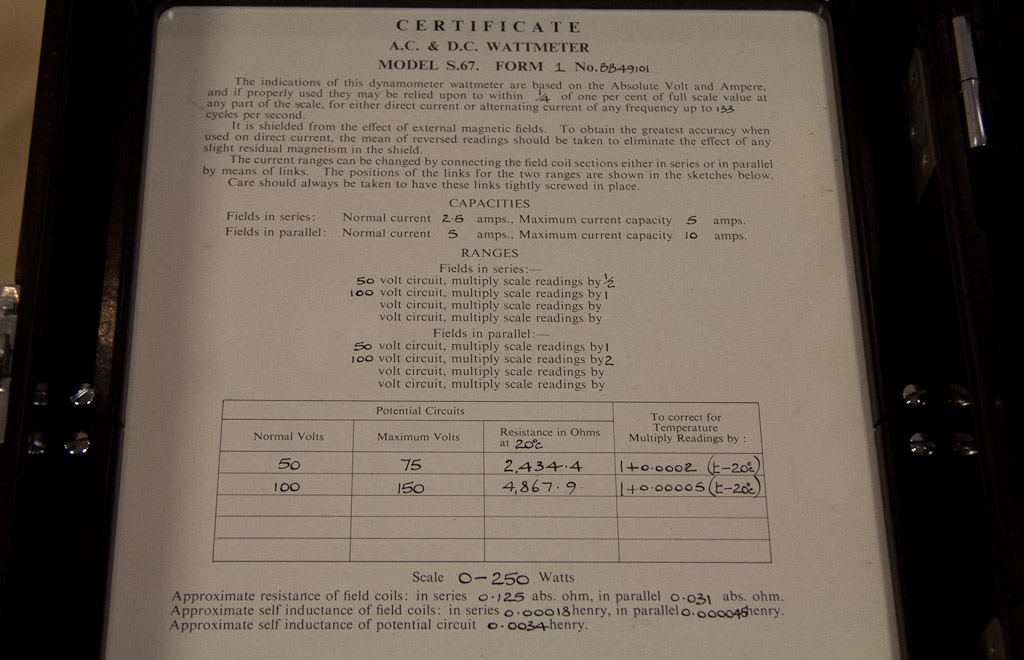 CERTIFICATE
A.C. & D.C. WATTMETER
MODEL S.67. FORM 1 No. BB49101
The indications of this dynamometer wattmeter are based on the Absolute Volt and Ampere,
and if properly used they may be relied upon to within ¼ of one per cent of full scale value at
any part of the scale, for either direct current or alternating current of any frequency up to 133
cycles per second.
It is shielded from the effect of external magnetic fields. To obtain the greatest accuracy when
used on direct current, the mean of reversed readings should be taken to eliminate the effect of any
slight residual magnetism in the shield.
The current ranges can be changed by connecting the field coil sections either in series or in parallel
by means of links. The positions of the links for the two ranges are shown in the sketches below.
Care should always be taken to have these links tightly screwed in place.
CAPACITIES
Fields in series: Normal current 2.5 amps., Maximum current capacity 5 amps.
Fields in parallel: Normal current 5 amps., Maximum current capacity 10 amps.
RANGES
Fields in series:—
50 volt circuit, multiply scale readings by ½
100 volt circuit, multiply scale readings by 1
volt circuit, multiply scale readings by
volt circuit, multiply scale readings by
Fields in parallel:—
50 volt circuit, multiply scale readings by 1
100 volt circuit, multiply scale readings by 2
volt circuit, multiply scale readings by
volt circuit, multiply scale readings by
Potential Circuits
To correct for
Temperature
Multiply Readings by :
Normal Volts
Maximum Volts
Resistance in Ohms
at 20°C
50 75 2,434.4 1+0.0002 (t-20°C)
100 150 4,867.9 1+0.00005 (t-20°C)
Scale 0-250 Watts
Approximate resistance of field coils: in series 0.125 abs. ohm, in parallel 0.031 abs. ohm.
Approximate self inductance of field coils: in series 0.00018 henry, in parallel 0.000045 henry.
Approximate self inductance of potential circuit 0.0034 henry.